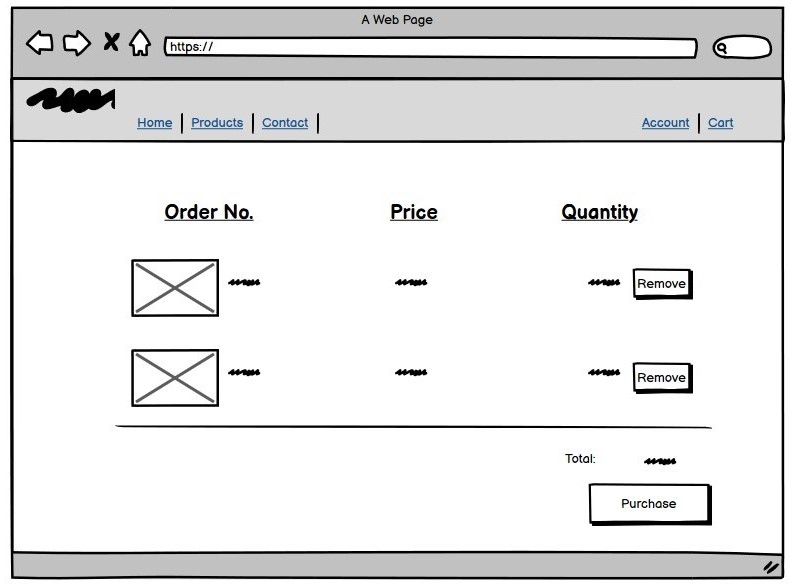 A Web Page
https://
Home Products Contact Account Cart
Order No. Price Quantity
Remove
Remove
Total:
Purchase